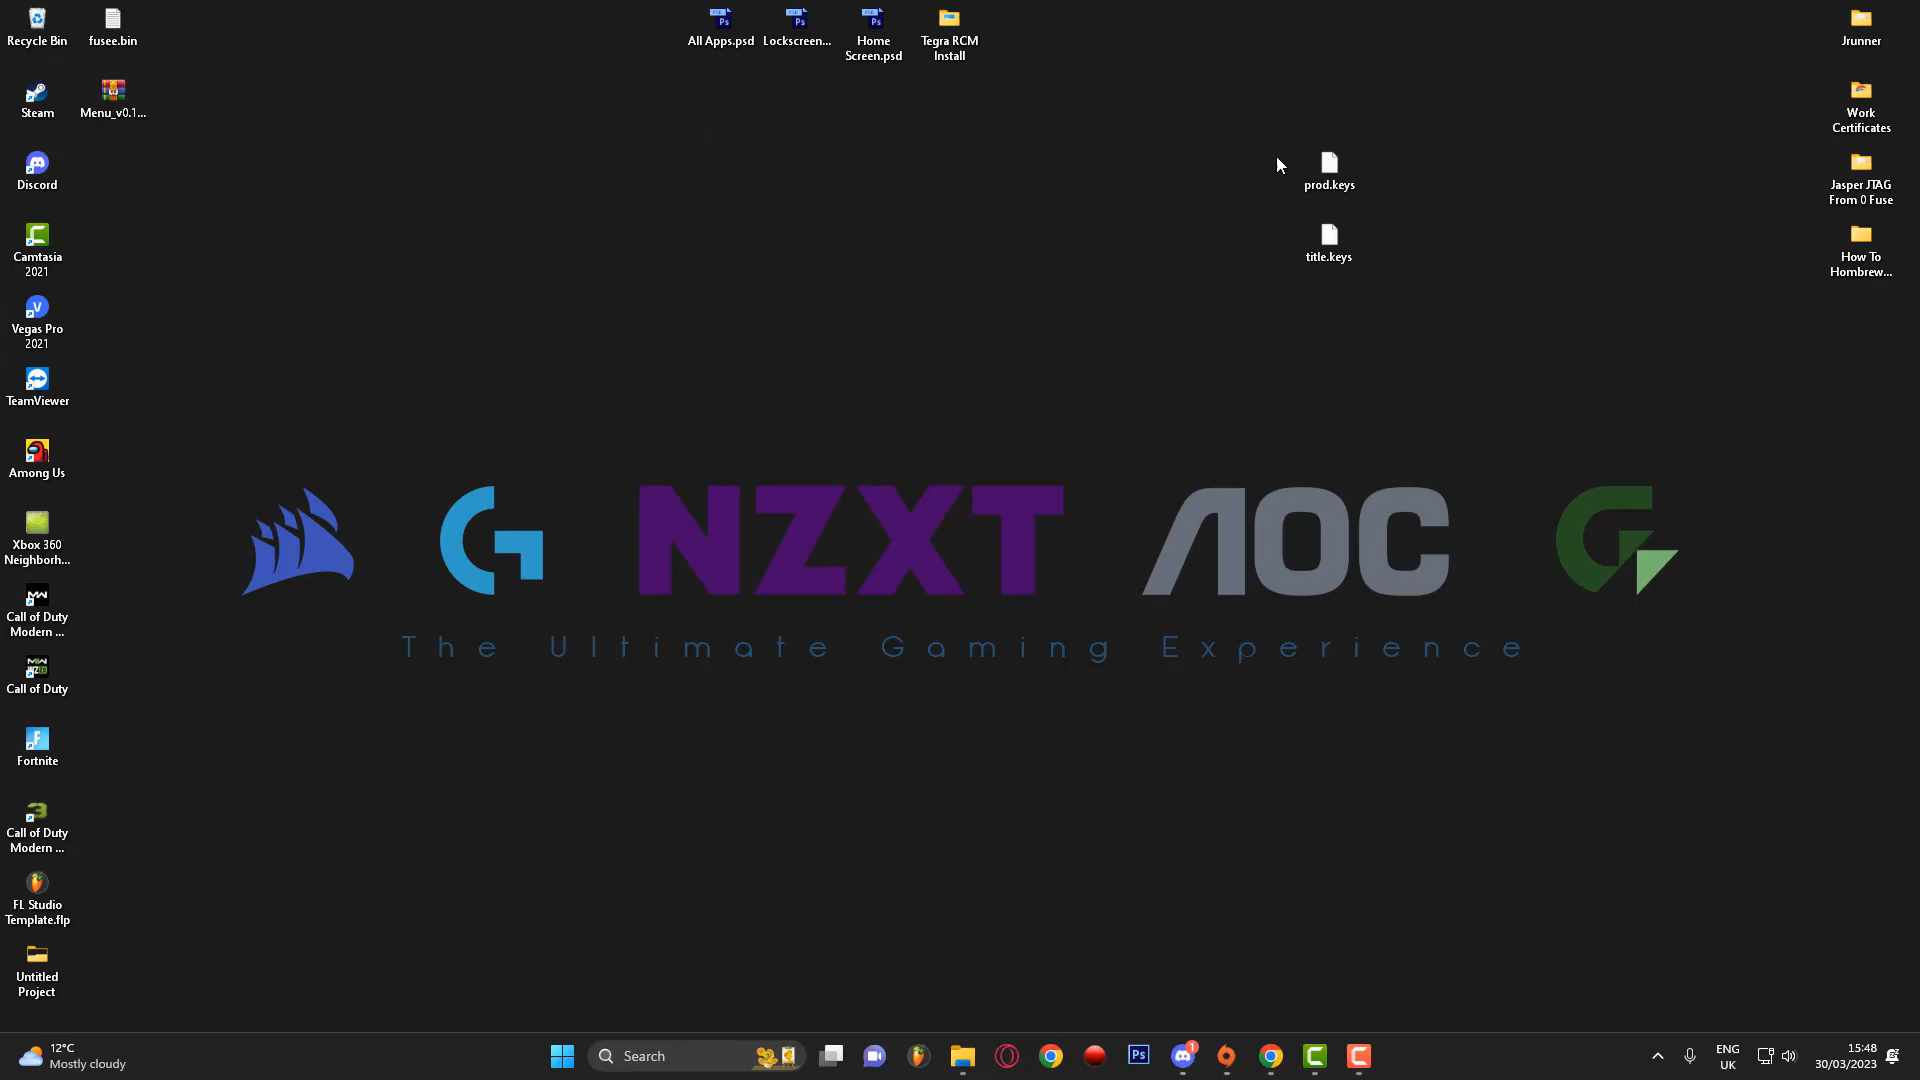 Recycle Bin
fusee.bin
Steam
Menu_v0.1...
Discord
Camtasia
2021
Vegas Pro
2021
TeamViewer
Among Us
Xbox 360
Neighborh...
Call of Duty
Modern ...
Call of Duty
Fortnite
Call of Duty
Modern ...
FL Studio
Template.flp
Untitled
Project
All Apps.psd
Lockscreen...
Home
Screen.psd
Tegra RCM
Install
prod.keys
title.keys
Jrunner
Work
Certificates
Jasper JTAG
From 0 Fuse
How To
Hombrew...
NZXT
AOC
The Ultimate Gaming Experience
12°C
Mostly cloudy
Search
Ps
1
ENG
UK
15:48
30/03/2023